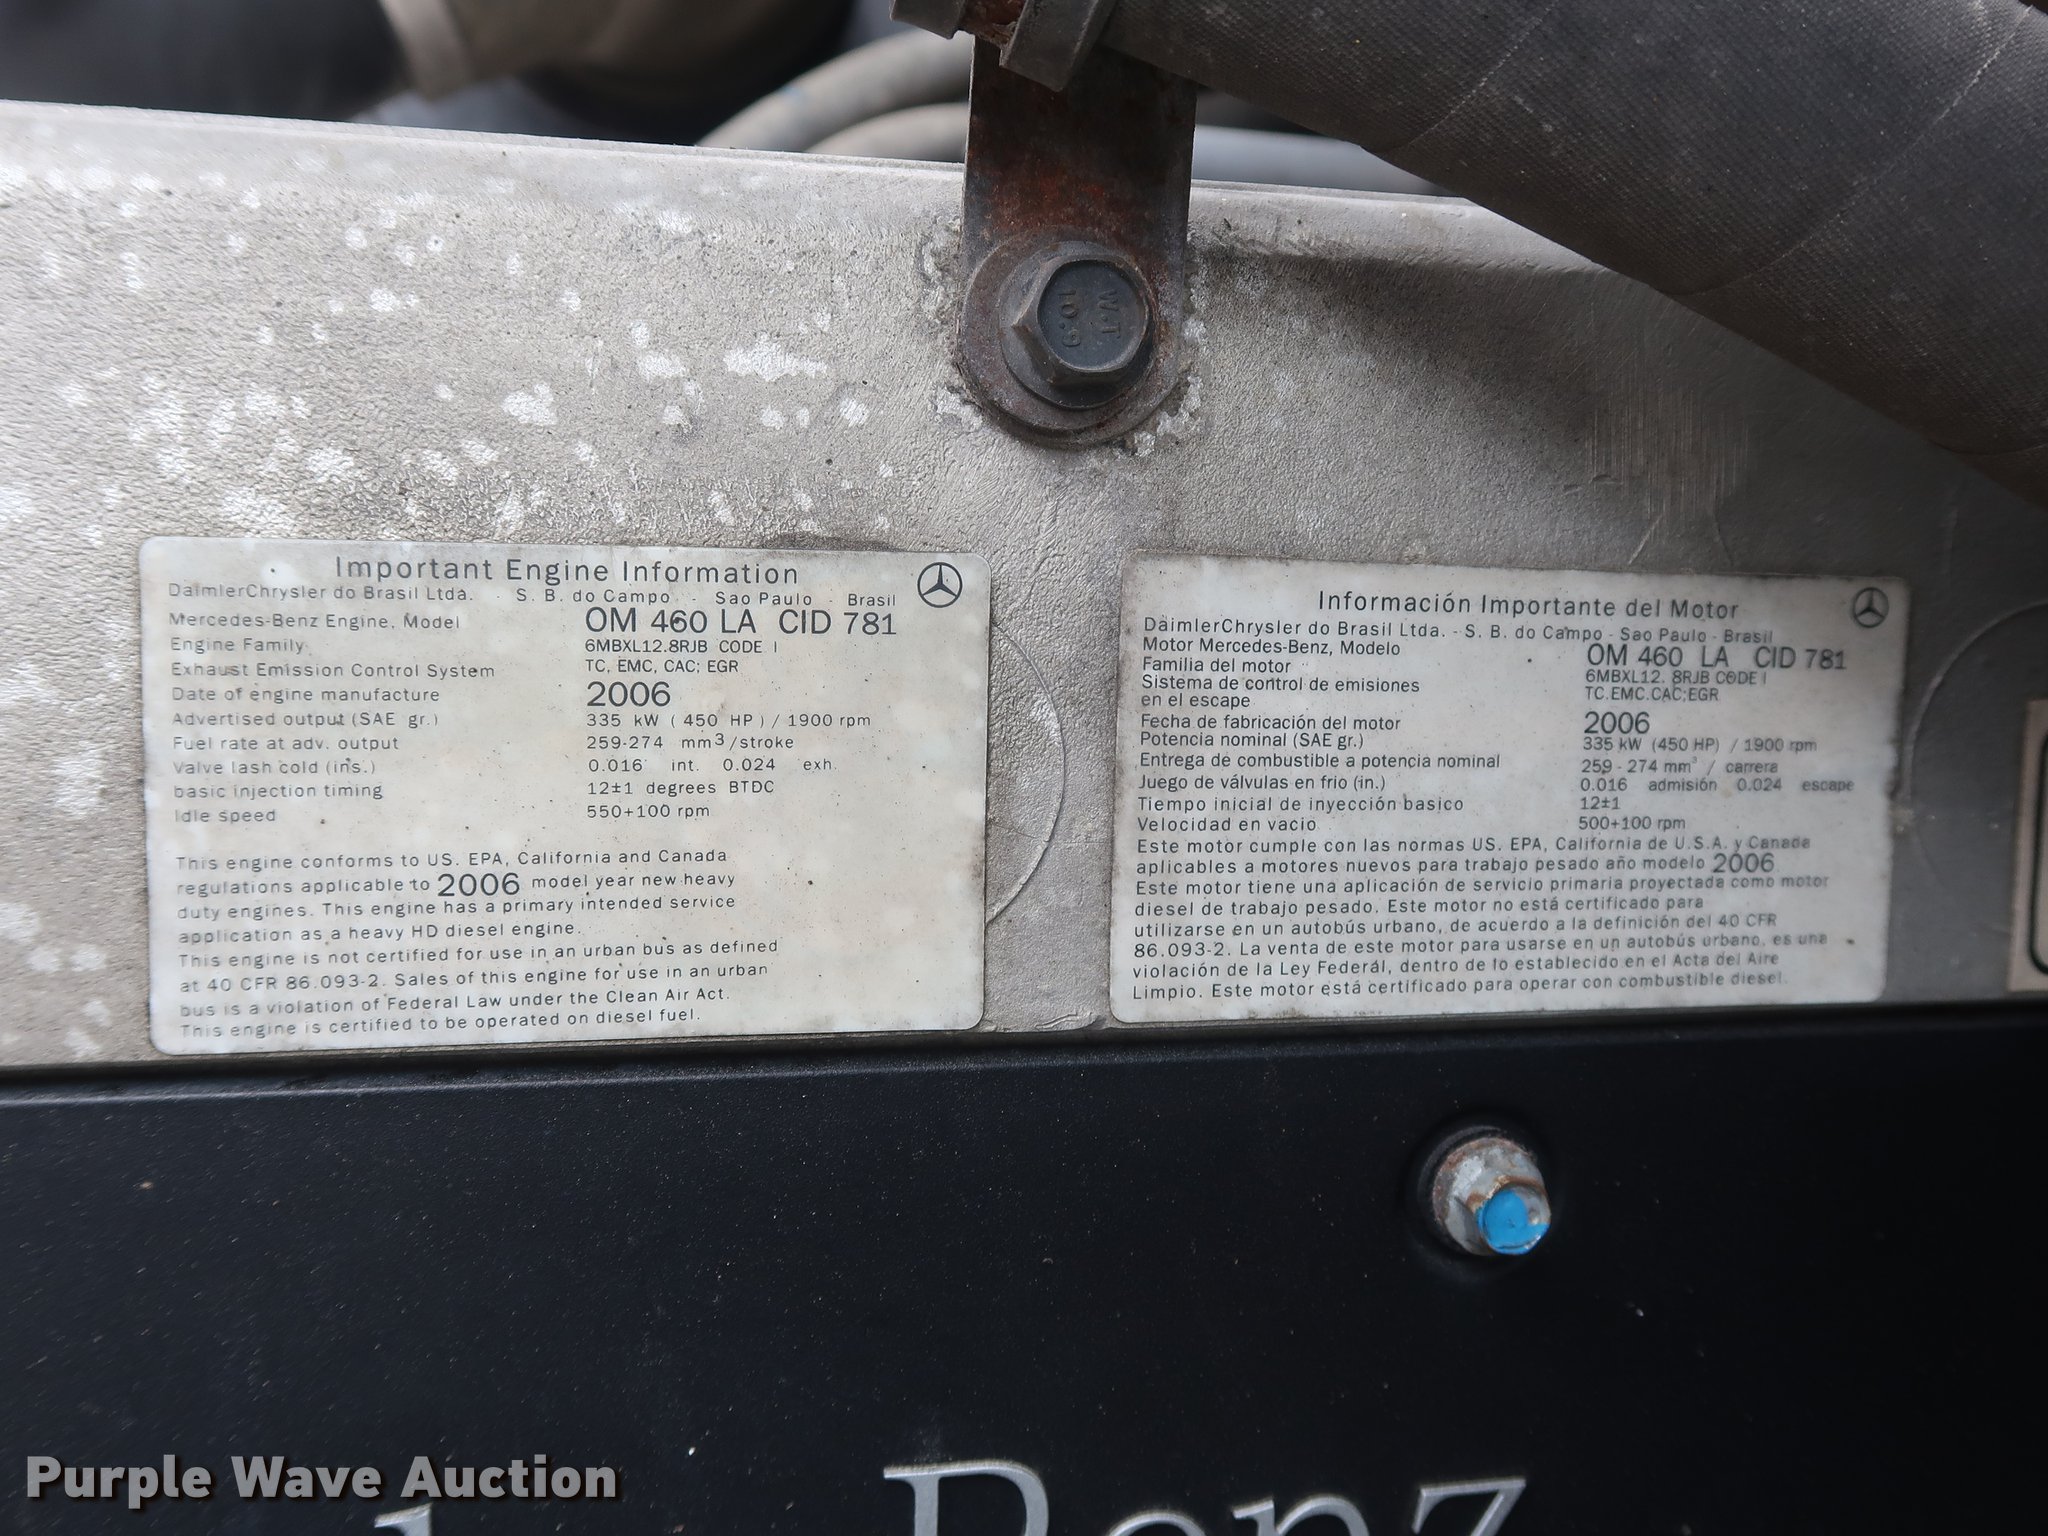 W.T.
10.9
Important Engine Information
DaimlerChrysler do Brasil Ltda. - S. B. do Campo - Sao Paulo - Brasil
Mercedes-Benz Engine, Model OM 460 LA CID 781
Engine Family 6MBXL12.8RJB CODE I
Exhaust Emission Control System TC, EMC, CAC; EGR
Date of engine manufacture 2006
Advertised output (SAE gr.) 335 kW (450 HP) / 1900 rpm
Fuel rate at adv. output 259-274 mm³/stroke
Valve lash cold (ins.) 0.016 int. 0.024 exh.
basic injection timing 12±1 degrees BTDC
Idle speed 550+100 rpm
This engine conforms to US. EPA, California and Canada
regulations applicable to 2006 model year new heavy
duty engines. This engine has a primary intended service
application as a heavy HD diesel engine.
This engine is not certified for use in an urban bus as defined
at 40 CFR 86.093-2. Sales of this engine for use in an urban
bus is a violation of Federal Law under the Clean Air Act.
This engine is certified to be operated on diesel fuel.
Información Importante del Motor
DaimlerChrysler do Brasil Ltda. - S. B. do Campo - Sao Paulo - Brasil
Motor Mercedes-Benz, Modelo OM 460 LA CID 781
Familia del motor 6MBXL12. 8RJB CODE I
Sistema de control de emisiones TC.EMC.CAC;EGR
en el escape
Fecha de fabricación del motor 2006
Potencia nominal (SAE gr.) 335 kW (450 HP) / 1900 rpm
Entrega de combustible a potencia nominal 259 - 274 mm³ / carrera
Juego de válvulas en frio (in.) 0.016 admisión 0.024 escape
Tiempo inicial de inyección basico 12±1
Velocidad en vacio 500+100 rpm
Este motor cumple con las normas US. EPA, California de U.S.A. y Canada
aplicables a motores nuevos para trabajo pesado año modelo 2006
Este motor tiene una aplicación de servicio primaria proyectada como motor
diesel de trabajo pesado. Este motor no está certificado para
utilizarse en un autobús urbano, de acuerdo a la definición del 40 CFR
86.093-2. La venta de este motor para usarse en un autobús urbano, es una
violación de la Ley Federál, dentro de lo establecido en el Acta del Aire
Limpio. Este motor está certificado para operar con combustible diesel.
Purple Wave Auction
Benz